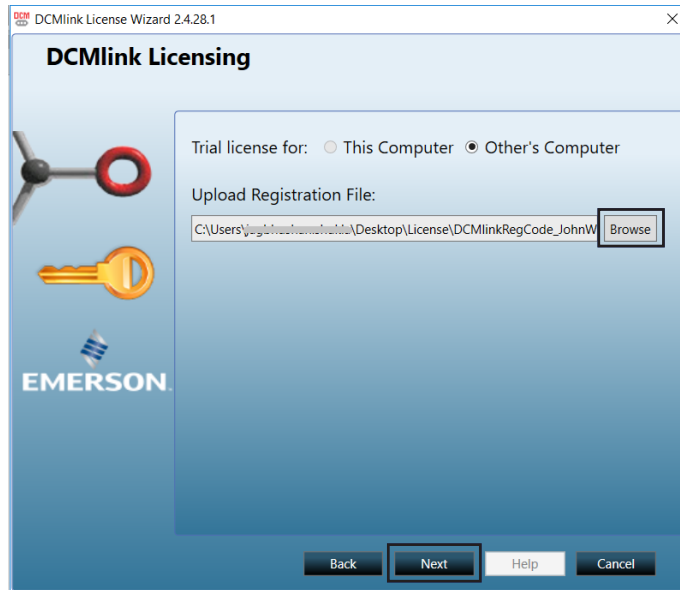 DCM DCMlink License Wizard 2.4.28.1
DCMlink Licensing
Trial license for: This Computer Other's Computer
Upload Registration File:
C:\Users\ \Desktop\License\DCMlinkRegCode_JohnW Browse
EMERSON.
Back Next Help Cancel